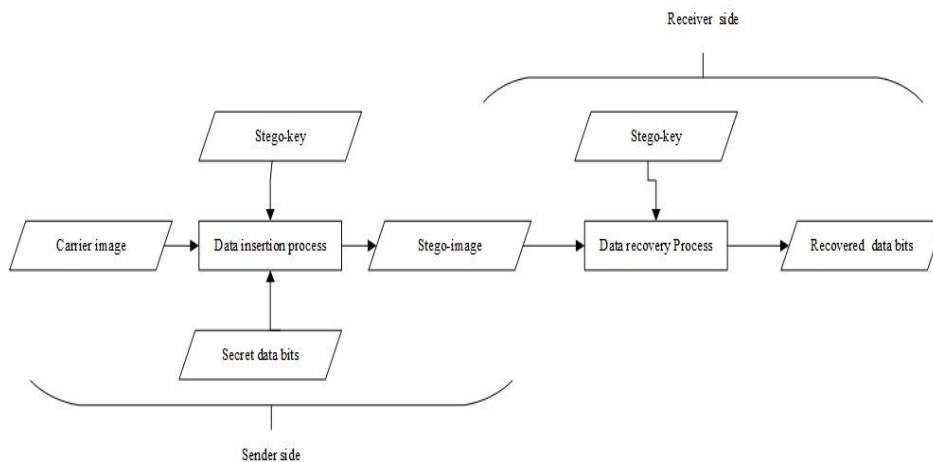 Receiver side
Stego-key
Stego-key
Carrier image
Data insertion process
Stego-image
Data recovery Process
Recovered data bits
Secret data bits
Sender side